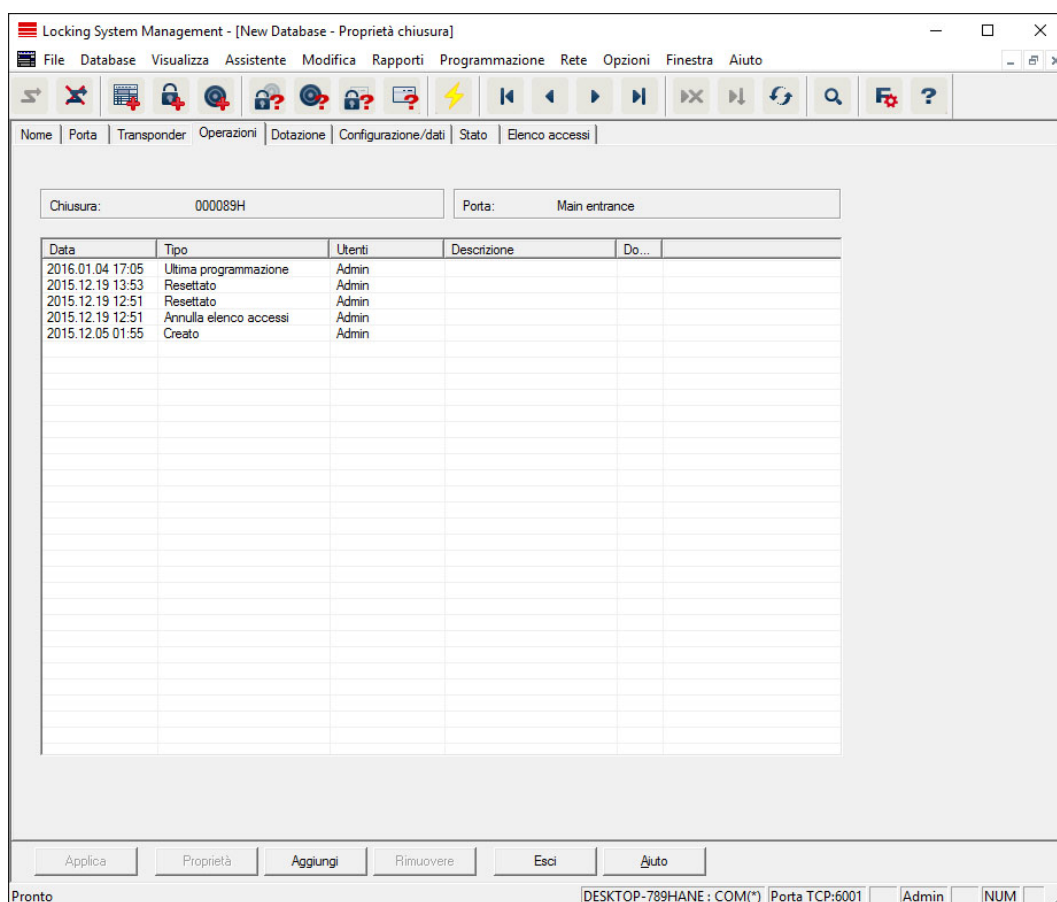 Locking System Management - [New Database - Proprietà chiusura]
File Database Visualizza Assistente Modifica Rapporti Programmazione Rete Opzioni Finestra Aiuto
Nome Porta Transponder Operazioni Dotazione Configurazione/dati Stato Elenco accessi
Chiusura: 000089H Porta: Main entrance
Data Tipo Utenti Descrizione Do...
2016.01.04 17:05 Ultima programmazione Admin
2015.12.19 13:53 Resettato Admin
2015.12.19 12:51 Resettato Admin
2015.12.19 12:51 Annulla elenco accessi Admin
2015.12.05 01:55 Creato Admin
Applica Proprietà Aggiungi Rimuovere Esci Aiuto
Pronto DESKTOP-789HANE : COM(*) Porta TCP:6001 Admin NUM